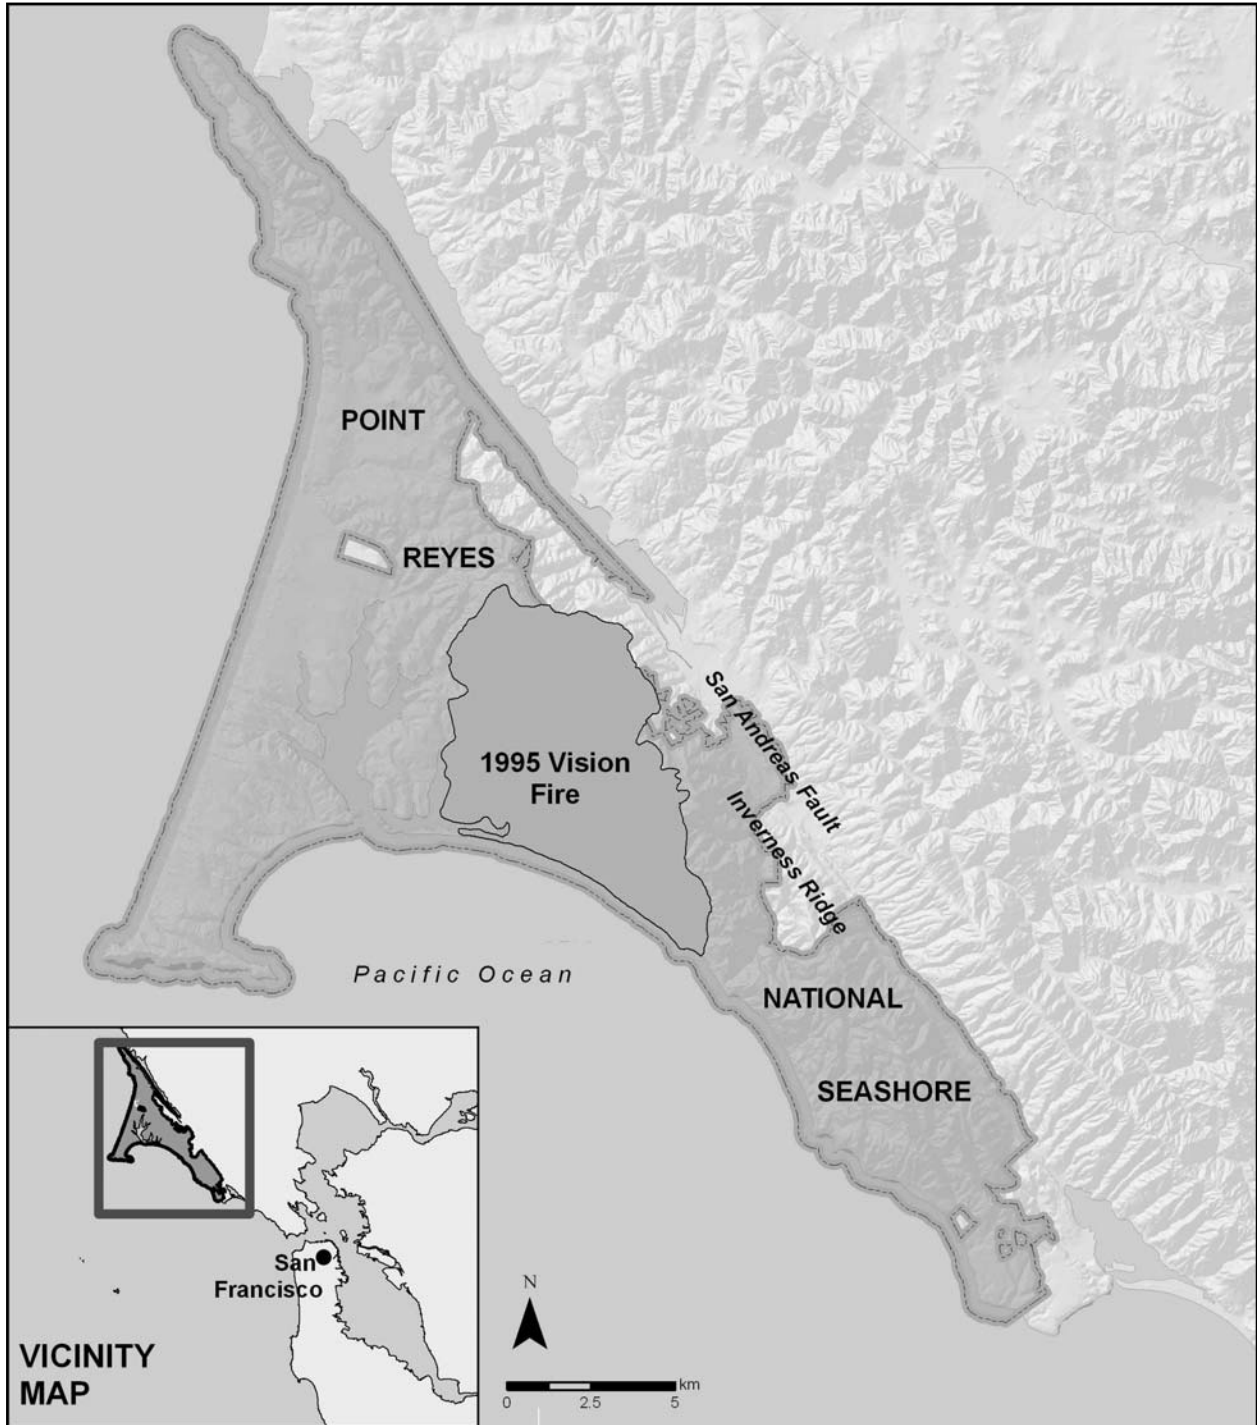 POINT
REYES
San Andreas Fault
1995 Vision
Fire
Inverness Ridge
Pacific Ocean
NATIONAL
SEASHORE
San
Francisco
VICINITY
MAP
N
km
0 2.5 5